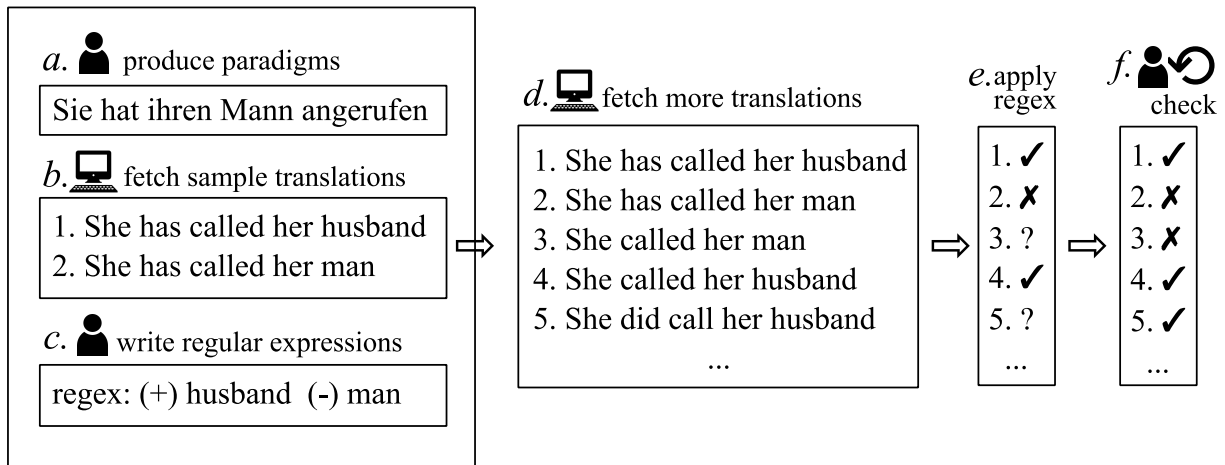 a. produce paradigms
Sie hat ihren Mann angerufen
b. fetch sample translations
1. She has called her husband
2. She has called her man
c. write regular expressions
regex: (+) husband (-) man
d. fetch more translations
1. She has called her husband
2. She has called her man
3. She called her man
4. She called her husband
5. She did call her husband
...
e. apply
regex
1. ✓
2. ✗
3. ?
4. ✓
5. ?
...
f.
check
1. ✓
2. ✗
3. ✗
4. ✓
5. ✓
...